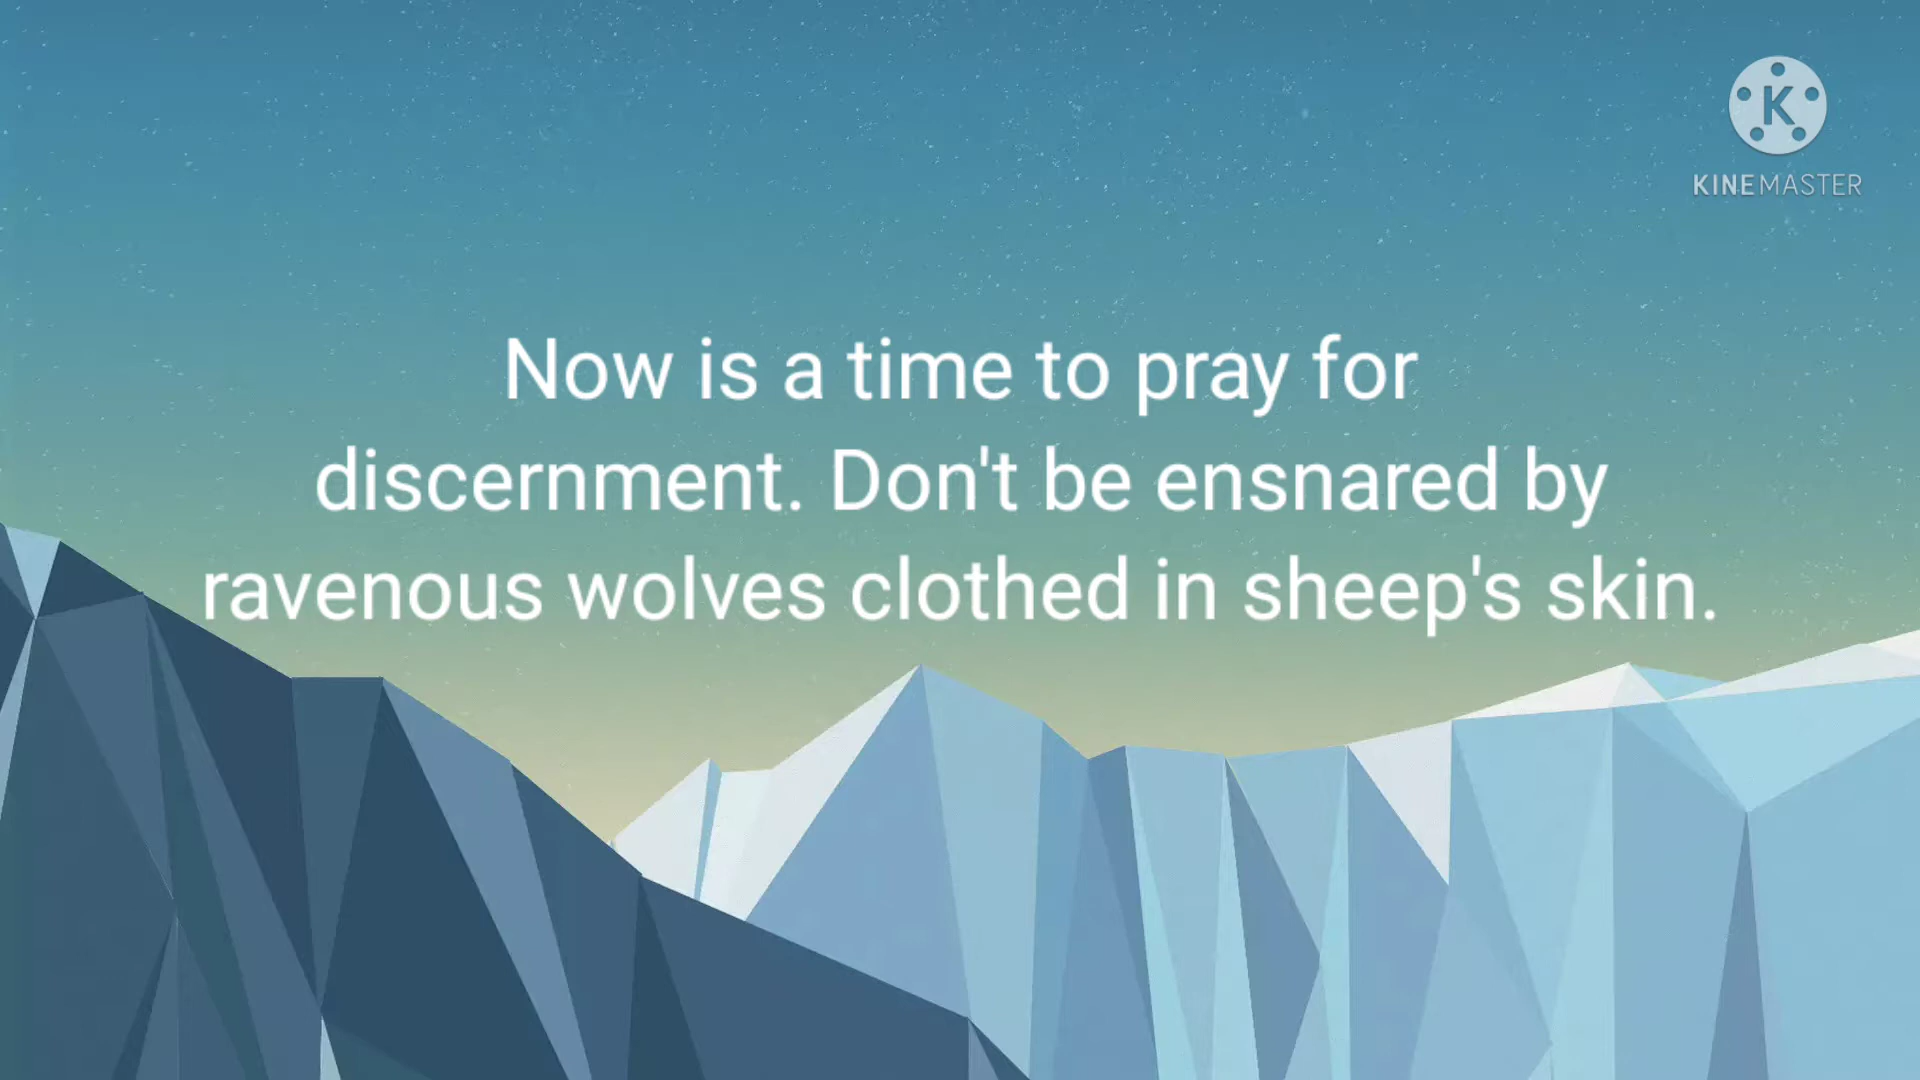 K
KINEMASTER
Now is a time to pray for
discernment. Don't be ensnared by
ravenous wolves clothed in sheep's skin.